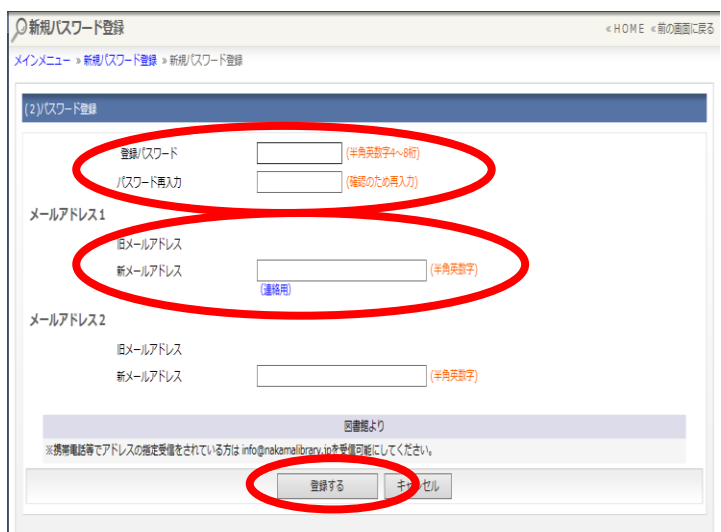 新規パスワード登録 «HOME «前の画面に戻る
メインメニュー » 新規パスワード登録 » 新規パスワード登録
(2)パスワード登録
登録パスワード (半角英数字4～8桁)
パスワード再入力 (確認のため再入力)
メールアドレス1
旧メールアドレス
新メールアドレス (半角英数字)
(連絡用)
メールアドレス2
旧メールアドレス
新メールアドレス (半角英数字)
図書館より
※携帯電話等でアドレスの指定受信をされている方は info@nakamalibrary.jpを受信可能にしてください。
登録する キャンセル